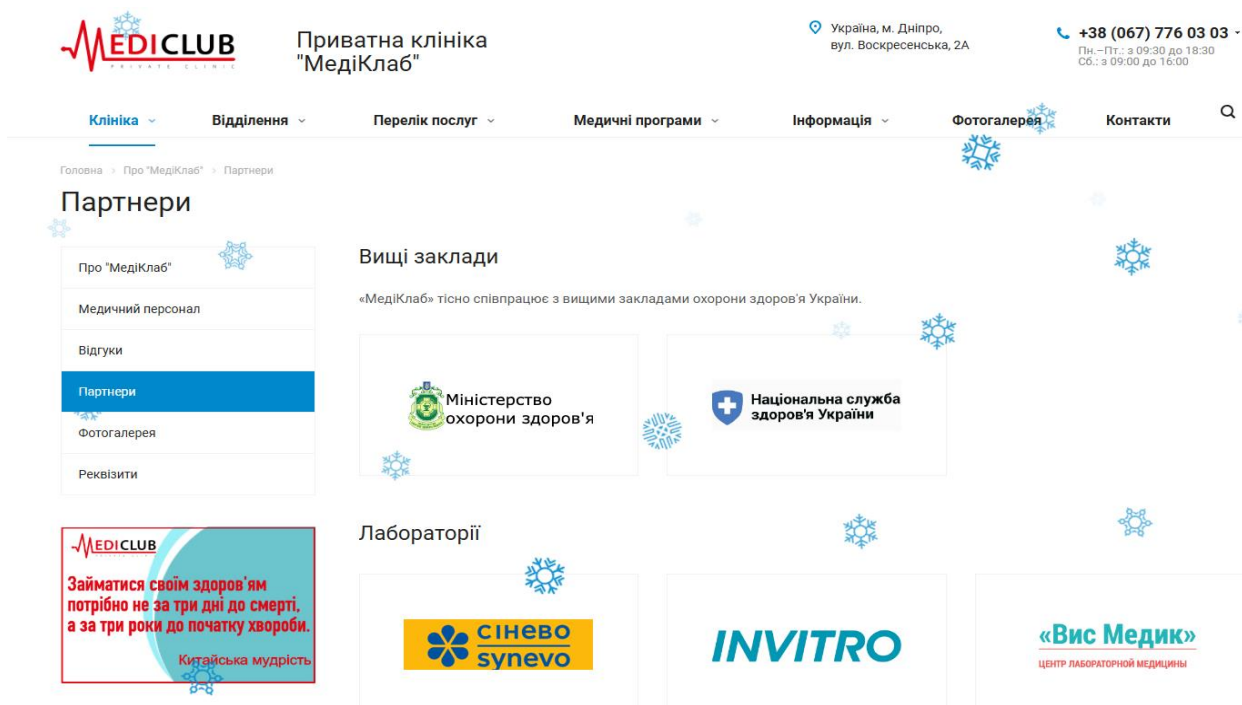 MEDICLUB
PRIVATE CLINIC
Приватна клініка
"МедіКлаб"
Україна, м. Дніпро,
вул. Воскресенська, 2А
+38 (067) 776 03 03
Пн.–Пт.: з 09:30 до 18:30
Сб.: з 09:00 до 16:00
Клініка Відділення Перелік послуг Медичні програми Інформація Фотогалерея Контакти
Головна Про "МедіКлаб" Партнери
Партнери
Про "МедіКлаб"
Медичний персонал
Відгуки
Партнери
Фотогалерея
Реквізити
MEDICLUB
Займатися своїм здоров'ям
потрібно не за три дні до смерті,
а за три роки до початку хвороби.
Китайська мудрість
Вищі заклади
«МедіКлаб» тісно співпрацює з вищими закладами охорони здоров'я України.
Міністерство
охорони здоров'я
Національна служба
здоров'я України
Лабораторії
сінево
synevo
INVITRO
«Вис Медик»
ЦЕНТР ЛАБОРАТОРНОЙ МЕДИЦИНЫ